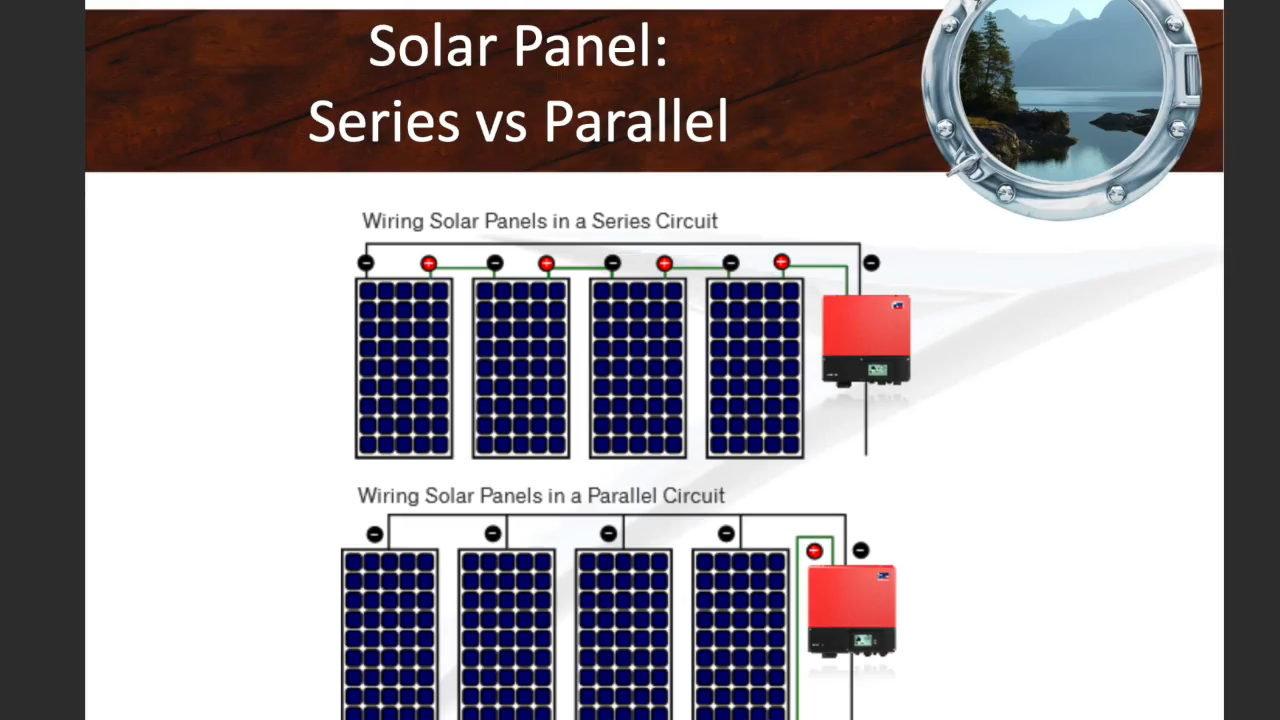 Solar Panel:
Series vs Parallel
Wiring Solar Panels in a Series Circuit
Wiring Solar Panels in a Parallel Circuit